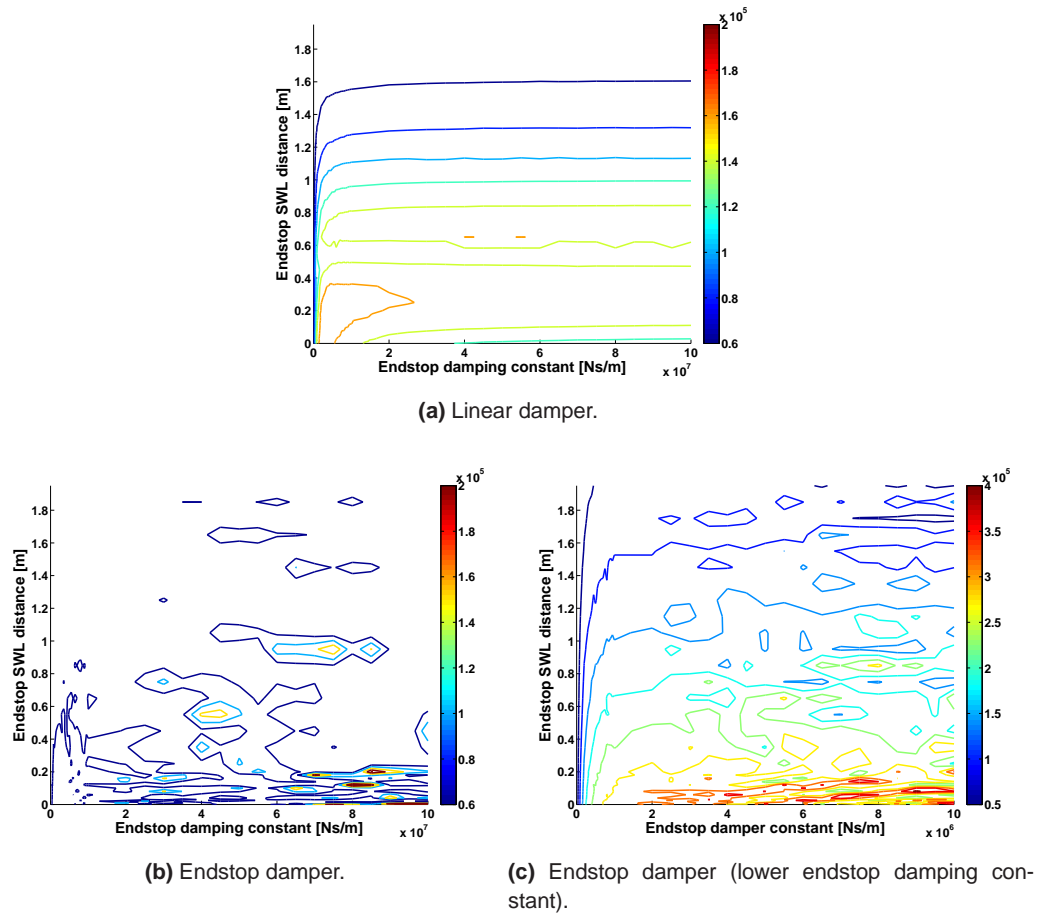 x 10^5
2
1.8
1.6
1.4
1.2
1
0.8
0.6
Endstop SWL distance [m]
1.8
1.6
1.4
1.2
1
0.8
0.6
0.4
0.2
0
0 2 4 6 8 10
Endstop damping constant [Ns/m]
x 10^7
(a) Linear damper.
x 10^5
2
1.8
1.6
1.4
1.2
1
0.8
0.6
Endstop SWL distance [m]
1.8
1.6
1.4
1.2
1
0.8
0.6
0.4
0.2
0
0 2 4 6 8 10
Endstop damping constant [Ns/m]
x 10^7
(b) Endstop damper.
x 10^5
4
3.5
3
2.5
2
1.5
1
0.5
Endstop SWL distance [m]
1.8
1.6
1.4
1.2
1
0.8
0.6
0.4
0.2
0
0 2 4 6 8 10
Endstop damper constant [Ns/m]
x 10^6
(c) Endstop damper (lower endstop damping con-
stant).